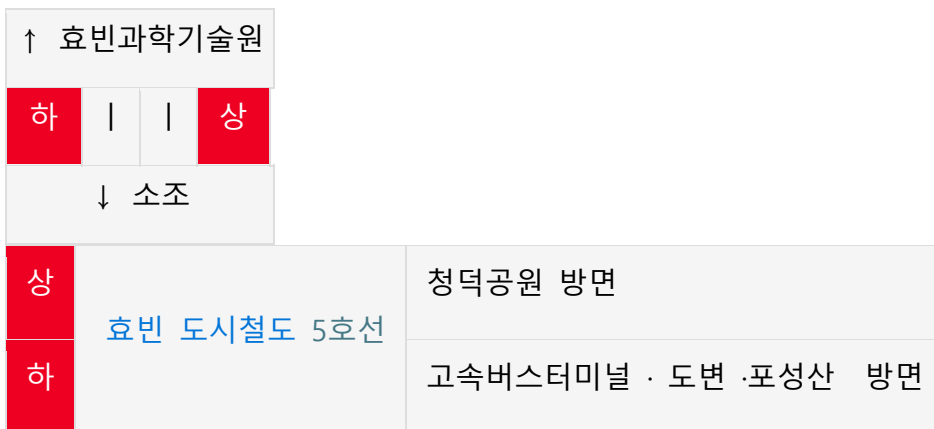 ↑ 효빈과학기술원
하 | | 상
↓ 소조
상 청덕공원 방면
효빈 도시철도 5호선
하 고속버스터미널 · 도변 ·포성산 방면